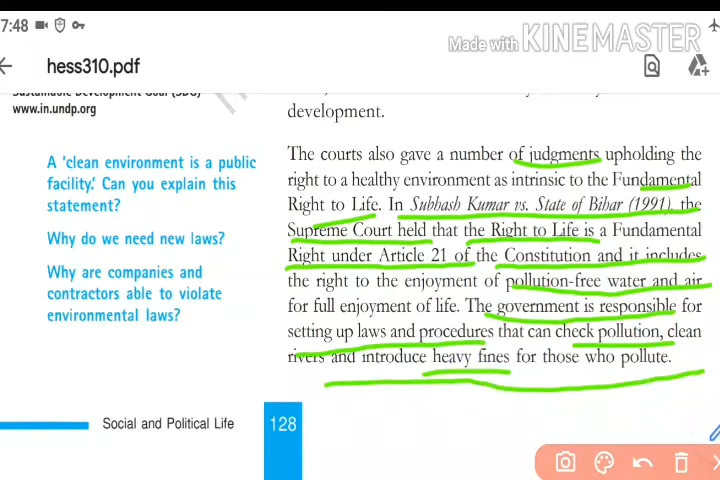 7:48
Made with KINEMASTER
hess310.pdf
www.in.undp.org
development.
A ‘clean environment is a public
facility.’ Can you explain this
statement?
Why do we need new laws?
Why are companies and
contractors able to violate
environmental laws?
The courts also gave a number of judgments upholding the
right to a healthy environment as intrinsic to the Fundamental
Right to Life. In Subhash Kumar vs. State of Bihar (1991), the
Supreme Court held that the Right to Life is a Fundamental
Right under Article 21 of the Constitution and it includes
the right to the enjoyment of pollution-free water and air
for full enjoyment of life. The government is responsible for
setting up laws and procedures that can check pollution, clean
rivers and introduce heavy fines for those who pollute.
Social and Political Life
128